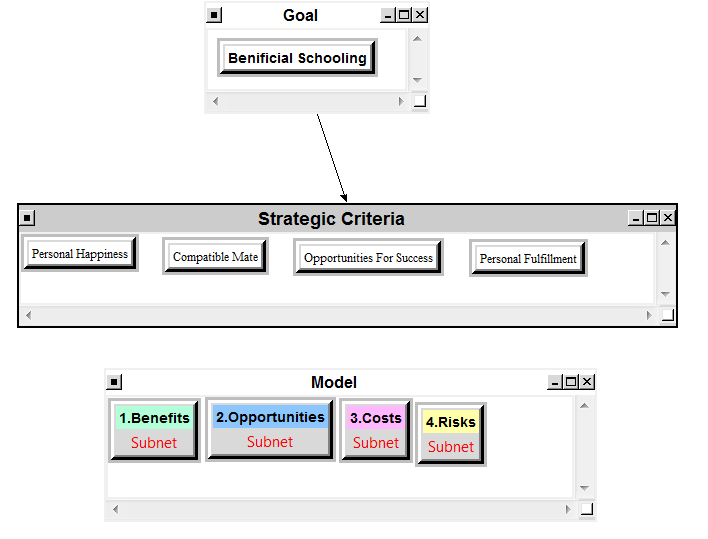 Goal
Benificial Schooling
Strategic Criteria
Personal Happiness
Compatible Mate
Opportunities For Success
Personal Fulfillment
Model
1.Benefits
Subnet
2.Opportunities
Subnet
3.Costs
Subnet
4.Risks
Subnet